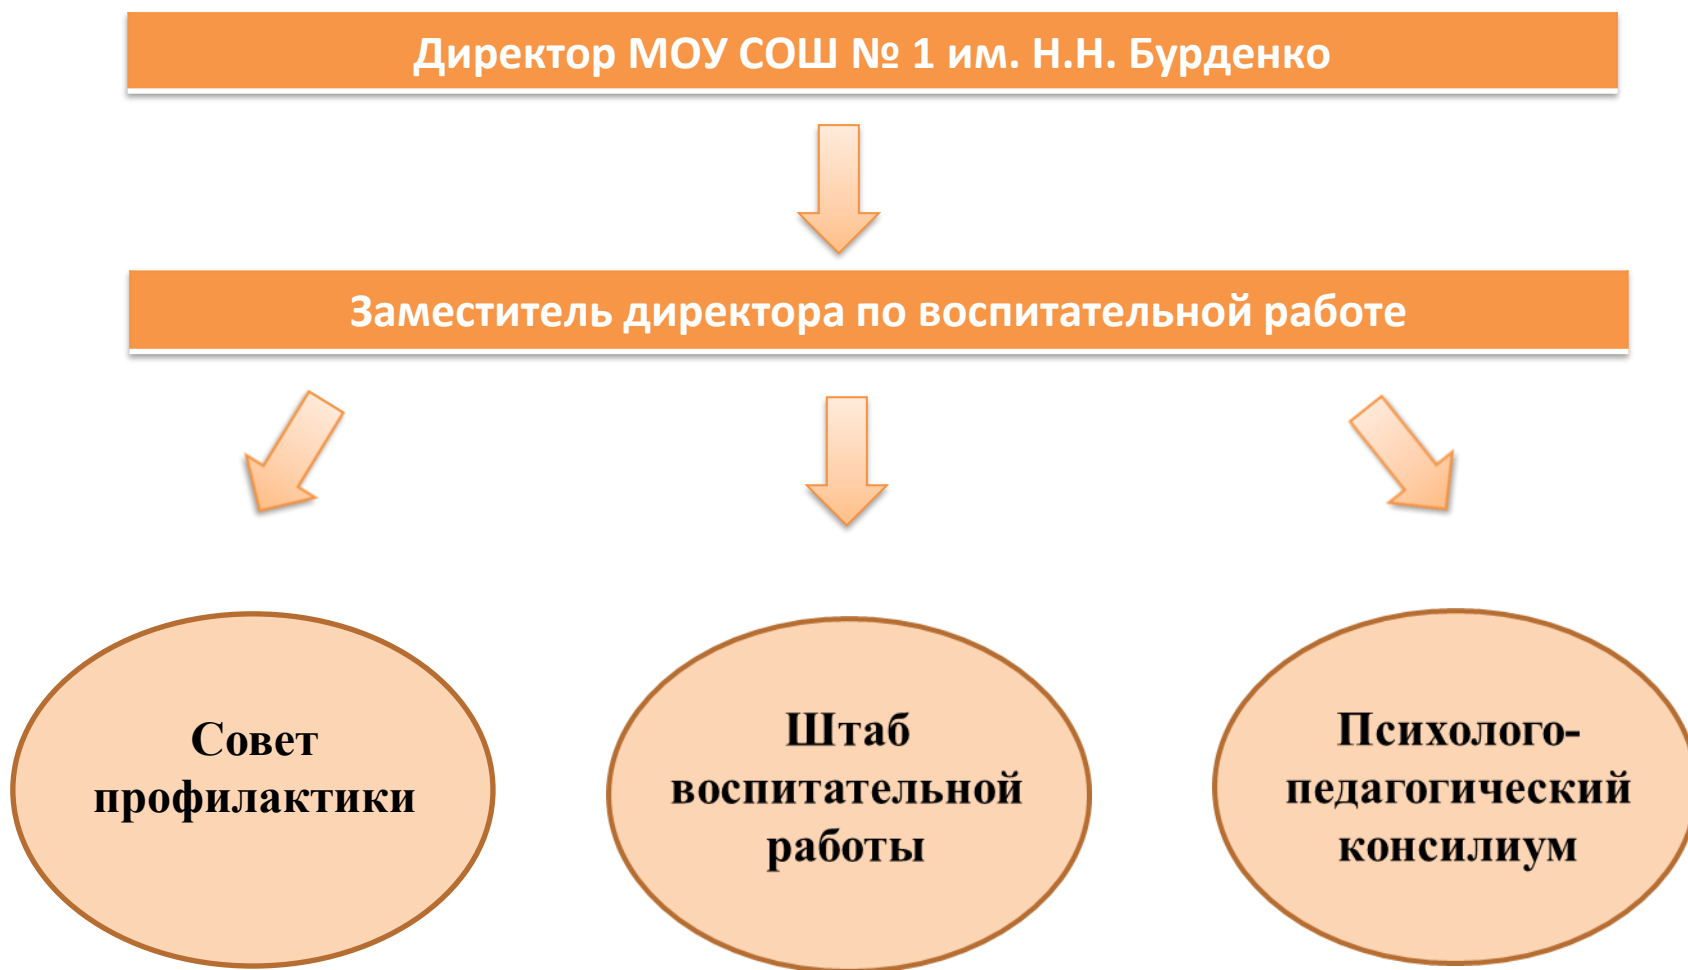 Директор МОУ СОШ № 1 им. Н.Н. Бурденко
Заместитель директора по воспитательной работе
Совет
профилактики
Штаб
воспитательной
работы
Психолого-
педагогический
консилиум